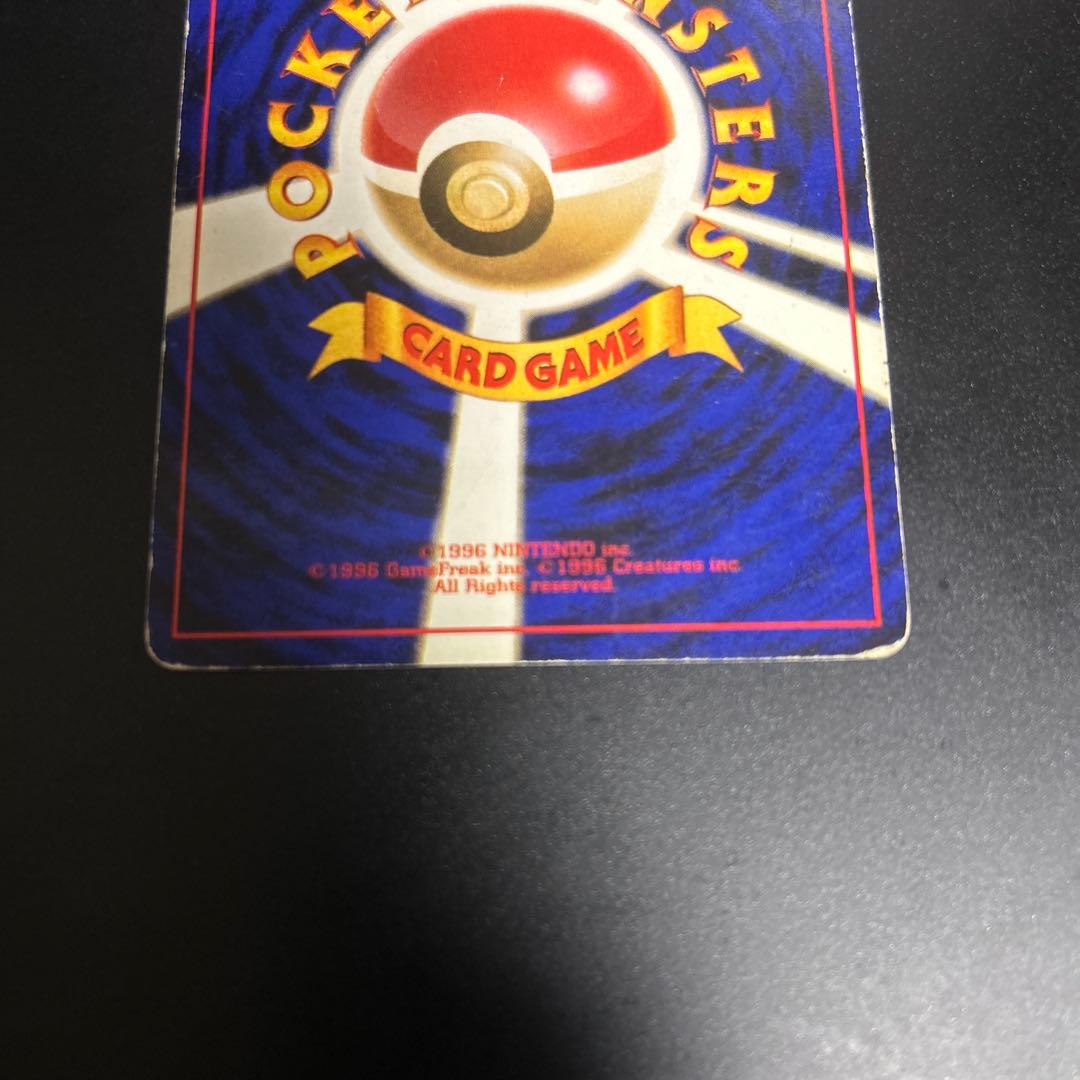 POCKE NSTERS
CARD GAME
©1996 NINTENDO inc.
©1996 GameFreak inc. ©1996 Creatures inc.
All Rights reserved.